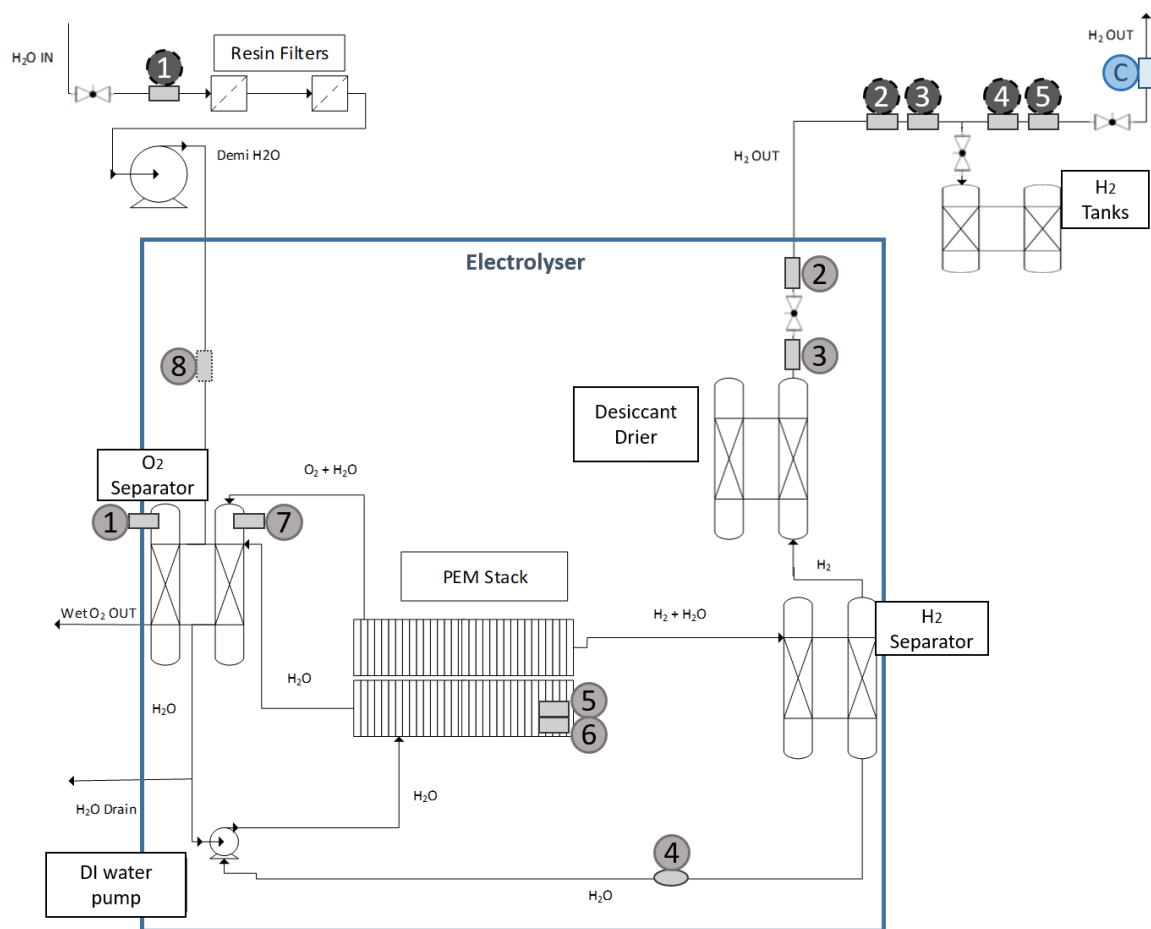 H₂O IN
1
Resin Filters
Demi H2O
H₂ OUT
C
2
3
4
5
H₂ OUT
H2
Tanks
Electrolyser
2
3
8
Desiccant
Drier
O2
Separator
O₂ + H₂O
1
7
H₂
PEM Stack
Wet O₂ OUT
H₂ + H₂O
H₂
Separator
H₂O
5
6
H₂O
H₂O
H₂O Drain
4
DI water
pump
H₂O